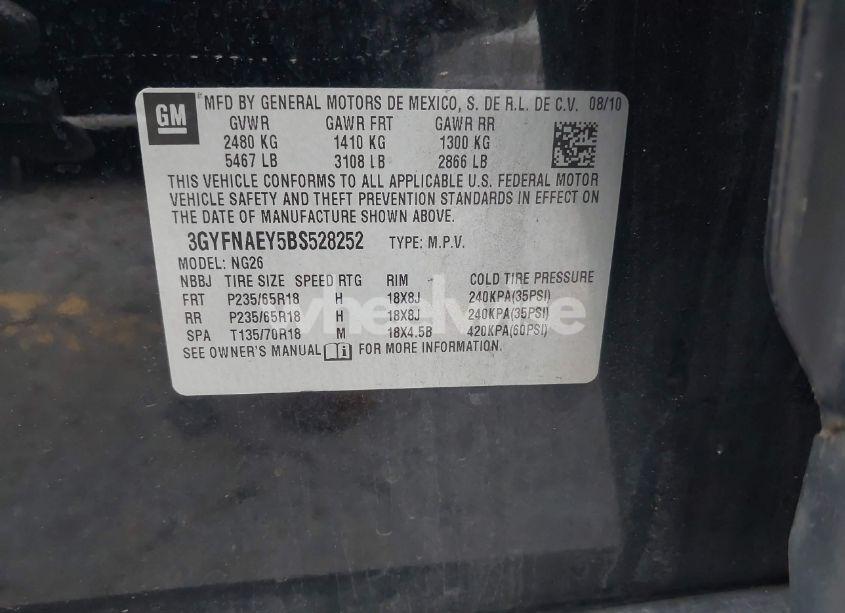 GM MFD BY GENERAL MOTORS DE MEXICO, S. DE R.L. DE C.V. 08/10
GVWR GAWR FRT GAWR RR
2480 KG 1410 KG 1300 KG
5467 LB 3108 LB 2866 LB
THIS VEHICLE CONFORMS TO ALL APPLICABLE U.S. FEDERAL MOTOR
VEHICLE SAFETY AND THEFT PREVENTION STANDARDS IN EFFECT ON
THE DATE OF MANUFACTURE SHOWN ABOVE.
3GYFNAEY5BS528252 TYPE: M.P.V.
MODEL: NG26
NBBJ TIRE SIZE SPEED RTG RIM COLD TIRE PRESSURE
FRT P235/65R18 H 18X8J 240KPA(35PSI)
RR P235/65R18 H 18X8J 240KPA(35PSI)
SPA T135/70R18 M 18X4.5B 420KPA(60PSI)
SEE OWNER'S MANUAL FOR MORE INFORMATION.